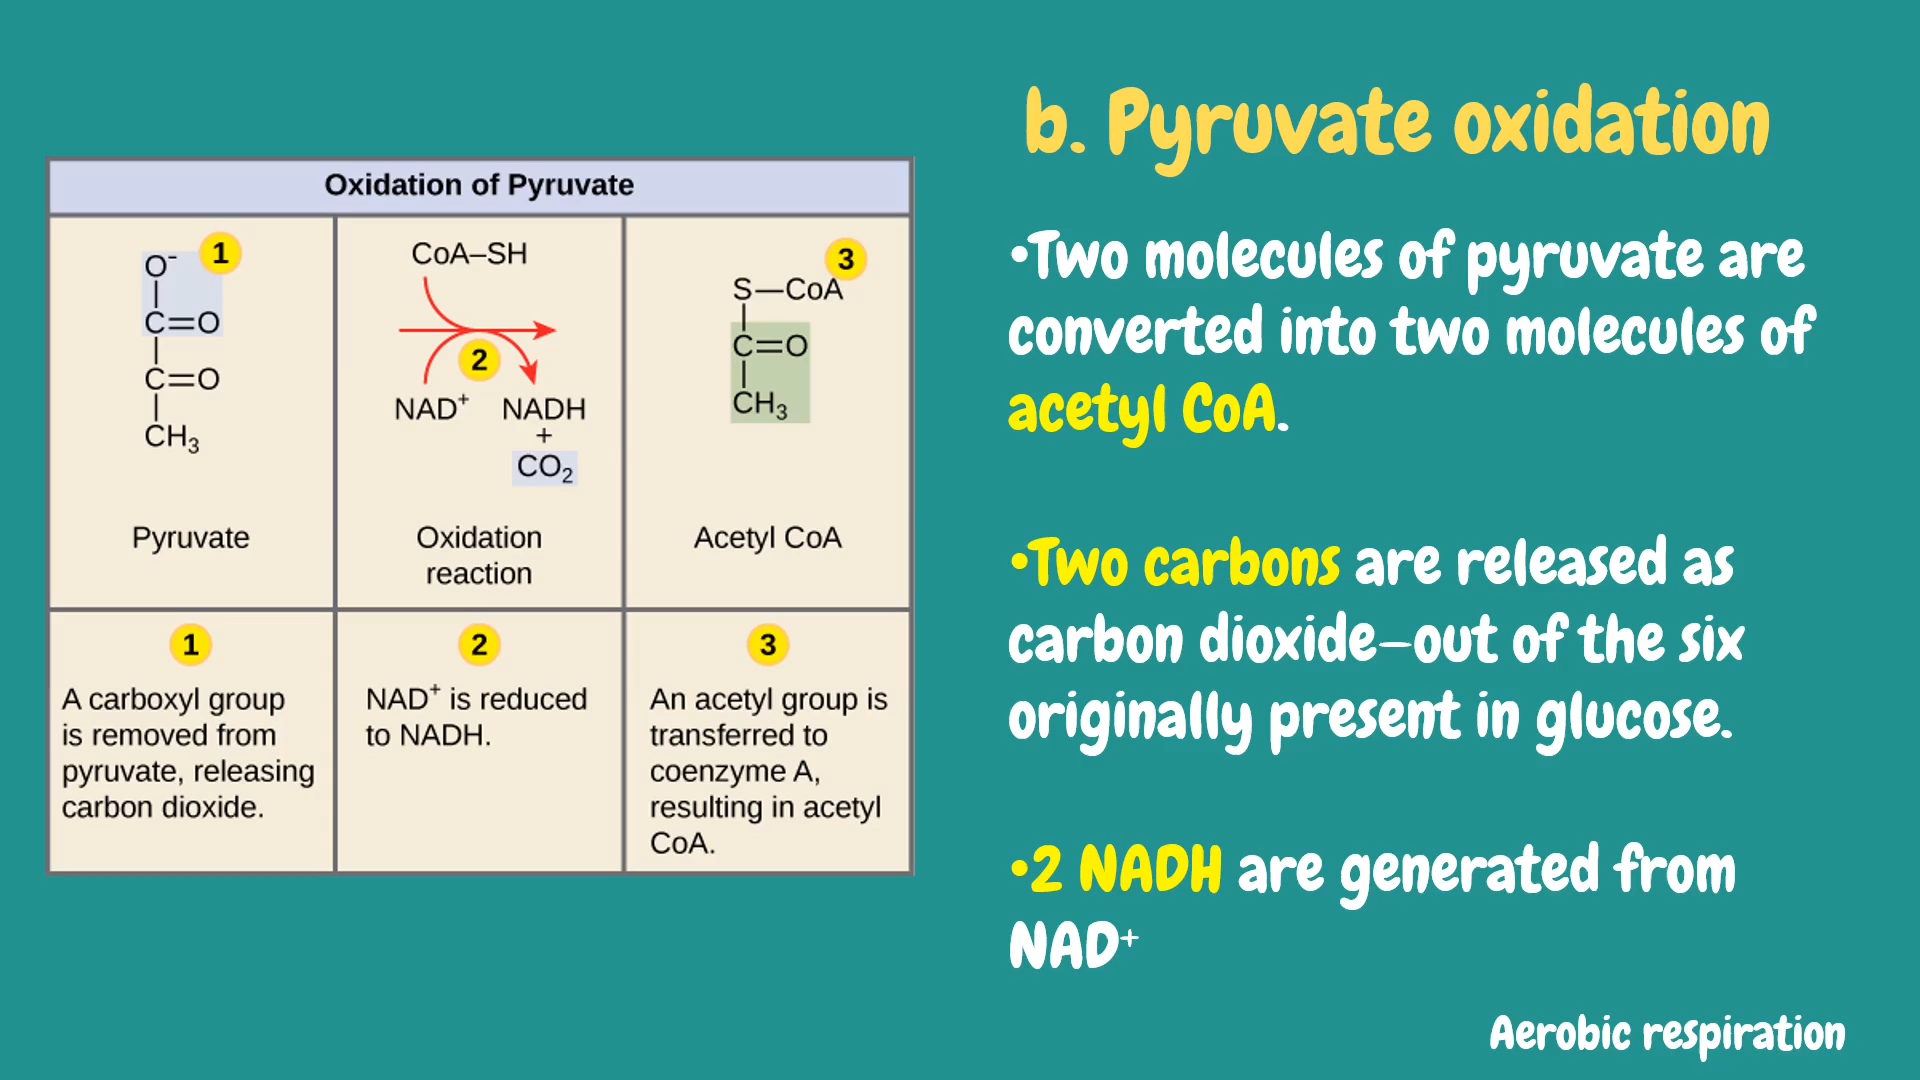 Oxidation of Pyruvate
1
O⁻
C=O
C=O
CH₃
Pyruvate
CoA–SH
2
NAD⁺ NADH
+
CO₂
Oxidation
reaction
3
S—CoA
C=O
CH₃
Acetyl CoA
1
A carboxyl group
is removed from
pyruvate, releasing
carbon dioxide.
2
NAD⁺ is reduced
to NADH.
3
An acetyl group is
transferred to
coenzyme A,
resulting in acetyl
CoA.
b. Pyruvate oxidation
•Two molecules of pyruvate are
converted into two molecules of
acetyl CoA.
•Two carbons are released as
carbon dioxide—out of the six
originally present in glucose.
•2 NADH are generated from
NAD⁺
Aerobic respiration